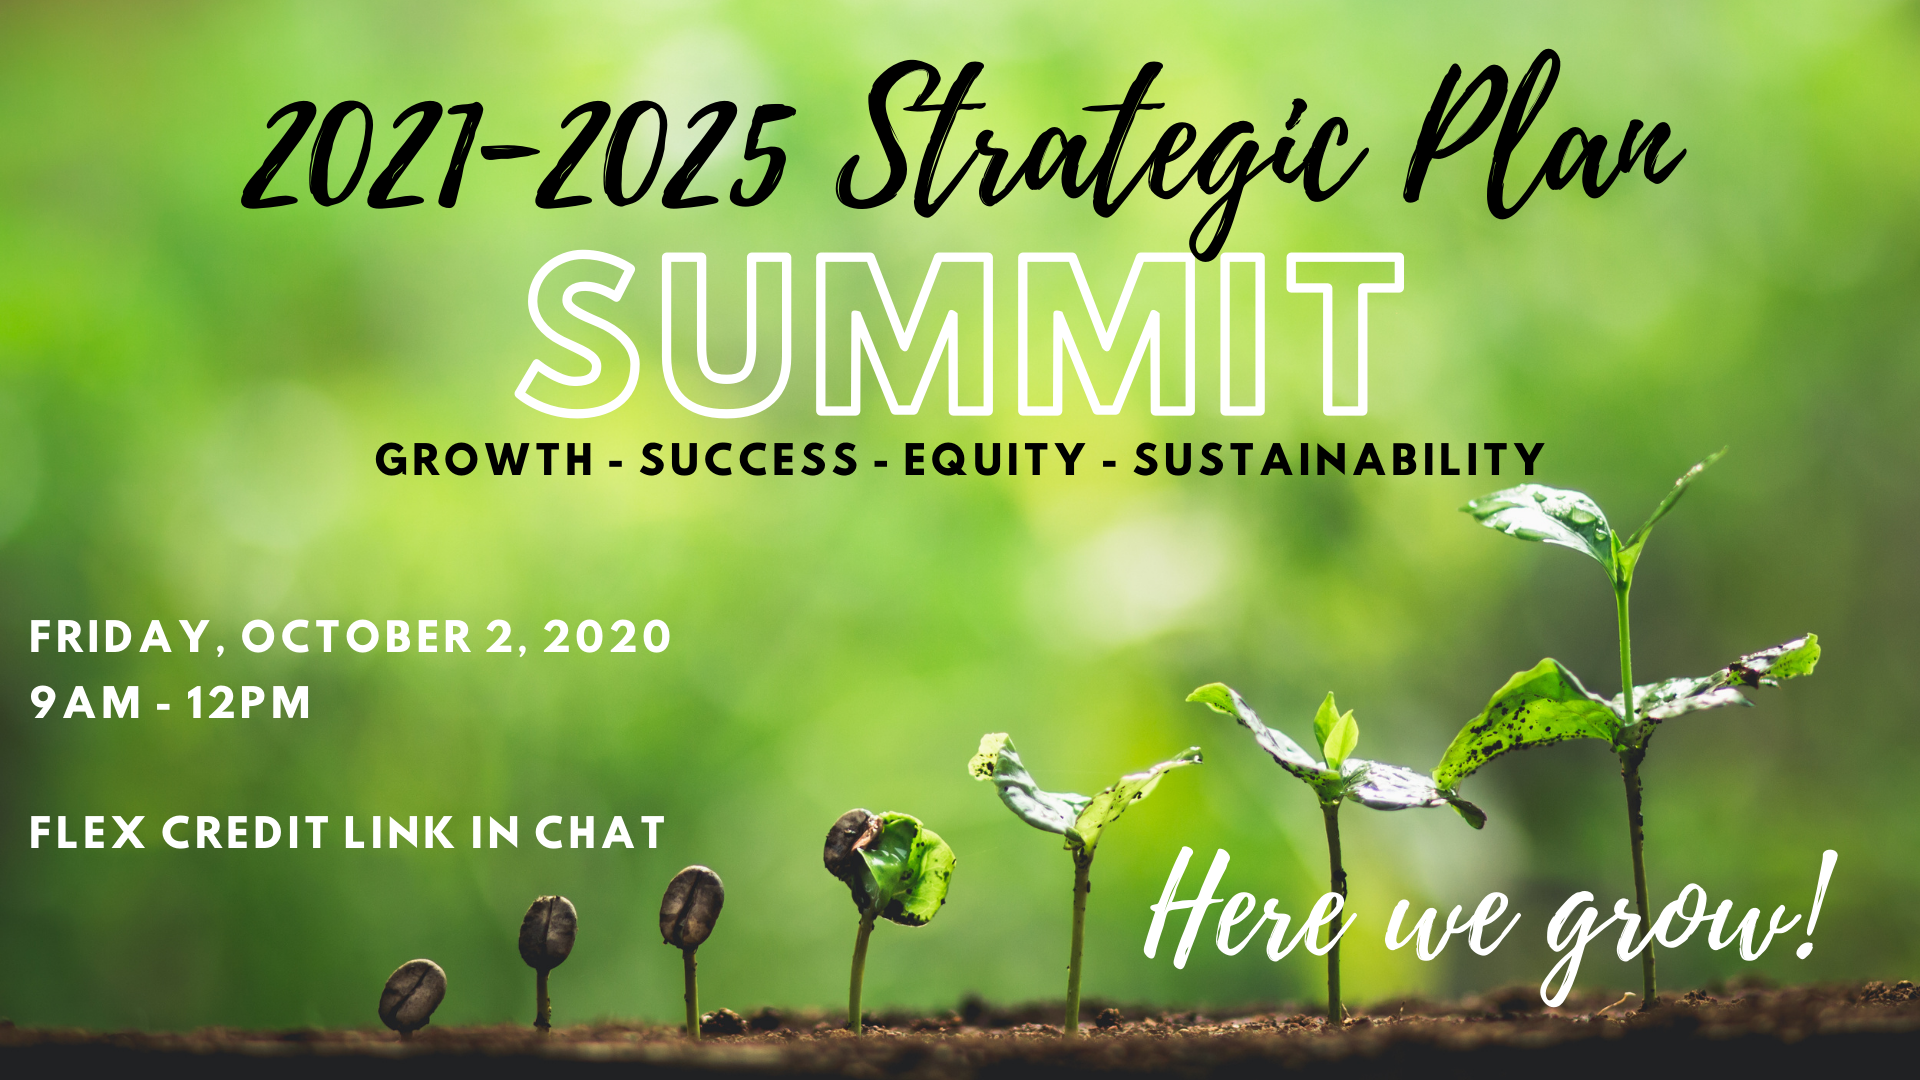 2021-2025 Strategic Plan
SUMMIT
GROWTH - SUCCESS - EQUITY - SUSTAINABILITY
FRIDAY, OCTOBER 2, 2020
9AM - 12PM
FLEX CREDIT LINK IN CHAT
Here we grow!